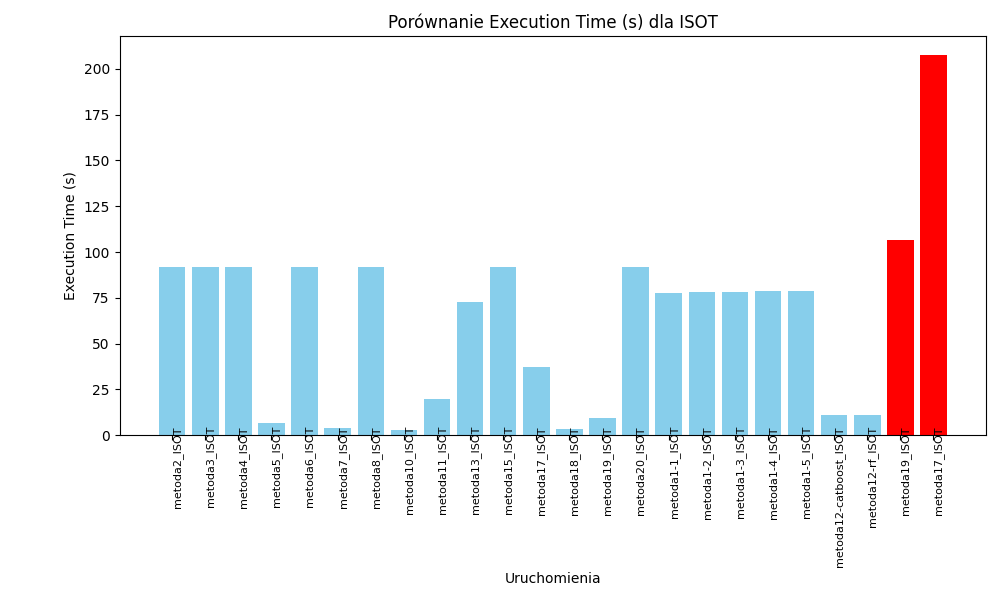 Porównanie Execution Time (s) dla ISOT
Execution Time (s)
200
175
150
125
100
75
50
25
0
metoda2_ISOT
metoda3_ISOT
metoda4_ISOT
metoda5_ISOT
metoda6_ISOT
metoda7_ISOT
metoda8_ISOT
metoda10_ISOT
metoda11_ISOT
metoda13_ISOT
metoda15_ISOT
metoda17_ISOT
metoda18_ISOT
metoda19_ISOT
metoda20_ISOT
metoda1-1_ISOT
metoda1-2_ISOT
metoda1-3_ISOT
metoda1-4_ISOT
metoda1-5_ISOT
metoda12-catboost_ISOT
metoda12-rf_ISOT
metoda19_ISOT
metoda17_ISOT
Uruchomienia